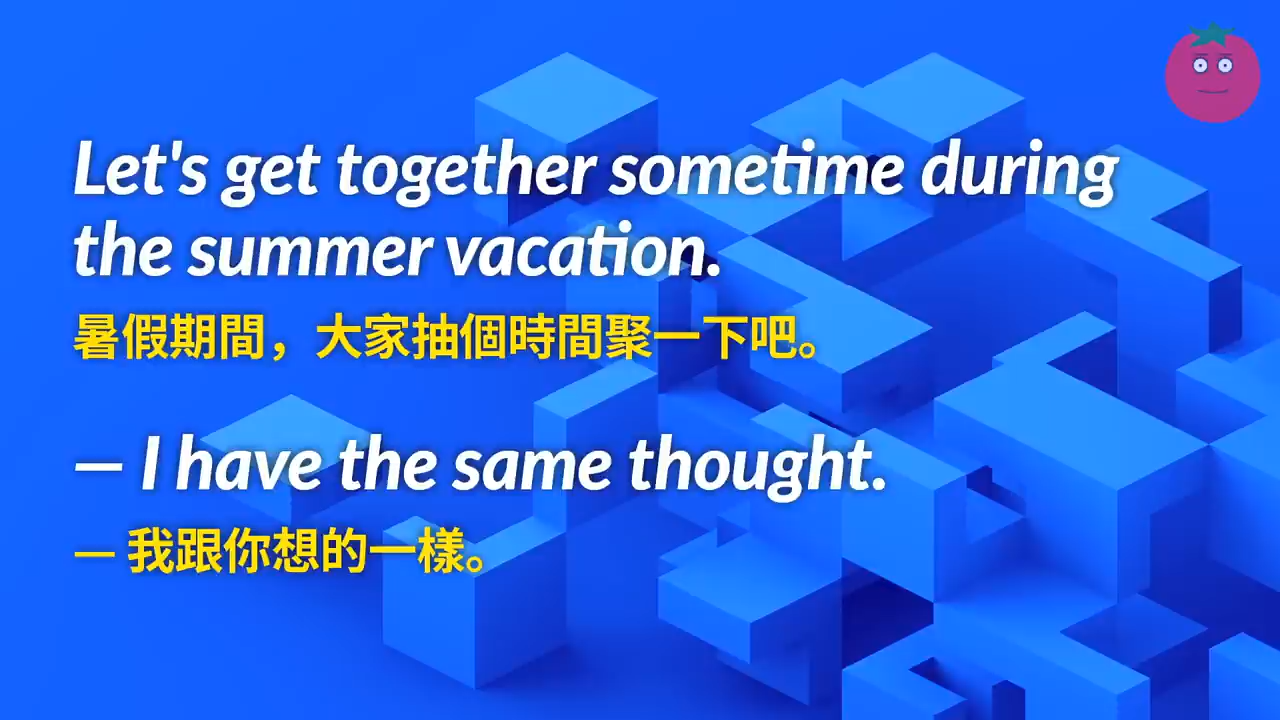 Let's get together sometime during
the summer vacation.
暑假期間，大家抽個時間聚一下吧。
— I have the same thought.
— 我跟你想的一樣。